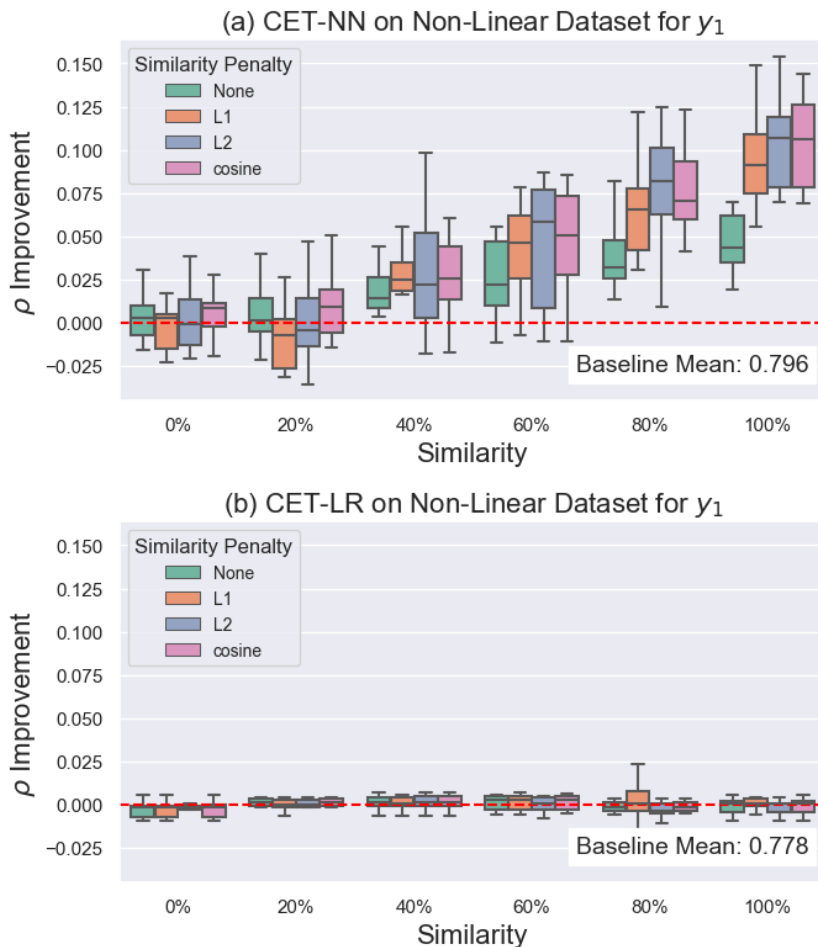 (a) CET-NN on Non-Linear Dataset for y₁
Similarity Penalty
None
L1
L2
cosine
0.150
0.125
0.100
0.075
0.050
0.025
0.000
−0.025
ρ Improvement
Baseline Mean: 0.796
0% 20% 40% 60% 80% 100%
Similarity
(b) CET-LR on Non-Linear Dataset for y₁
Similarity Penalty
None
L1
L2
cosine
0.150
0.125
0.100
0.075
0.050
0.025
0.000
−0.025
ρ Improvement
Baseline Mean: 0.778
0% 20% 40% 60% 80% 100%
Similarity